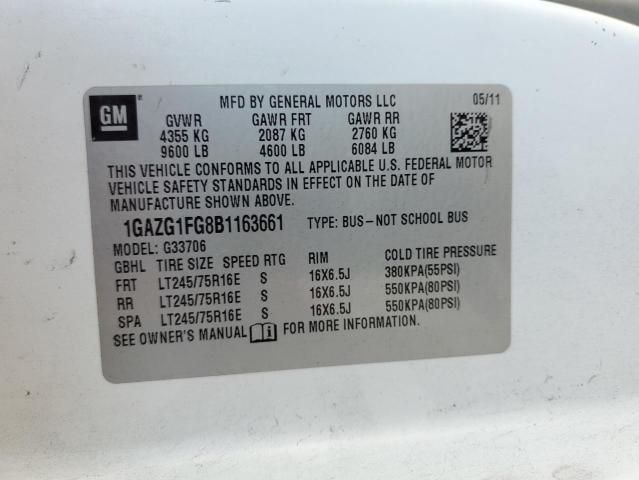 GM
MFD BY GENERAL MOTORS LLC 05/11
GVWR GAWR FRT GAWR RR
4355 KG 2087 KG 2760 KG
9600 LB 4600 LB 6084 LB
THIS VEHICLE CONFORMS TO ALL APPLICABLE U.S. FEDERAL MOTOR
VEHICLE SAFETY STANDARDS IN EFFECT ON THE DATE OF
MANUFACTURE SHOWN ABOVE.
1GAZG1FG8B1163661 TYPE: BUS-NOT SCHOOL BUS
MODEL: G33706
GBHL TIRE SIZE SPEED RTG RIM COLD TIRE PRESSURE
FRT LT245/75R16E S 16X6.5J 380KPA(55PSI)
RR LT245/75R16E S 16X6.5J 550KPA(80PSI)
SPA LT245/75R16E S 16X6.5J 550KPA(80PSI)
SEE OWNER'S MANUAL FOR MORE INFORMATION.